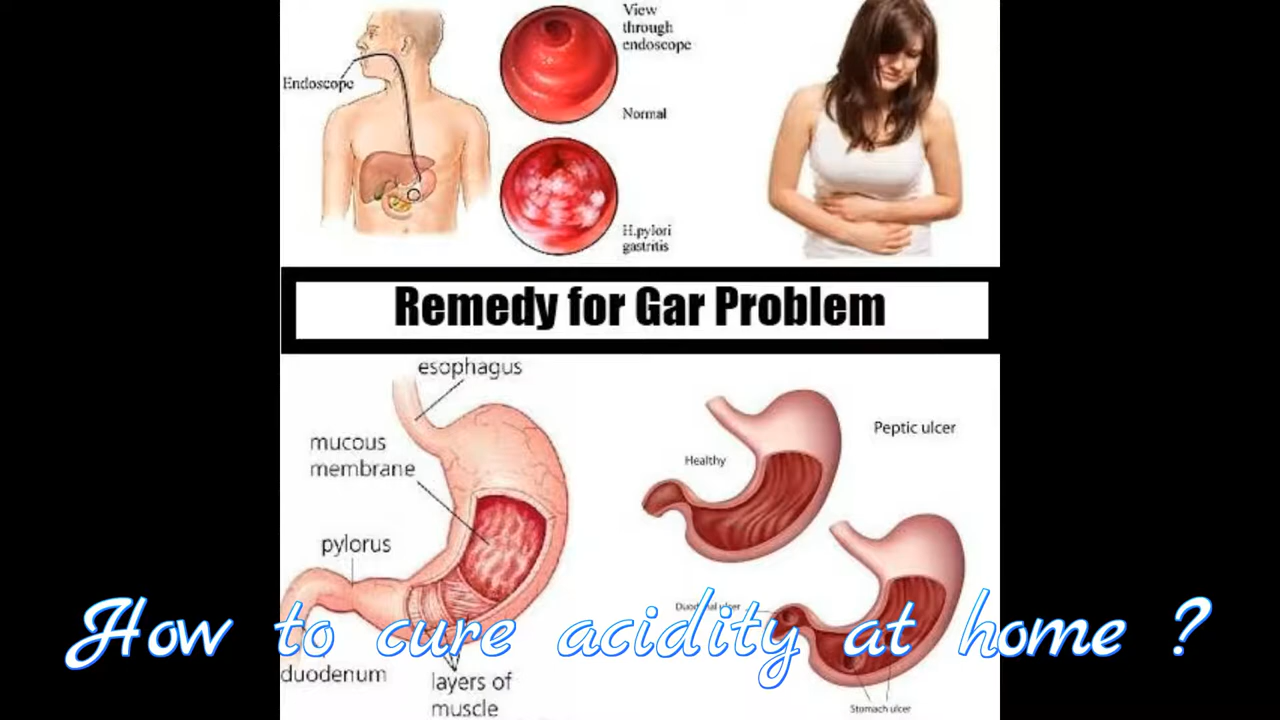 View
through
endoscope
Endoscope
Normal
H.pylori
gastritis
Remedy for Gar Problem
esophagus
mucous
membrane
Peptic ulcer
Healthy
pylorus
How to cure acidity at home ?
duodenum
layers of
muscle
Stomach ulcer